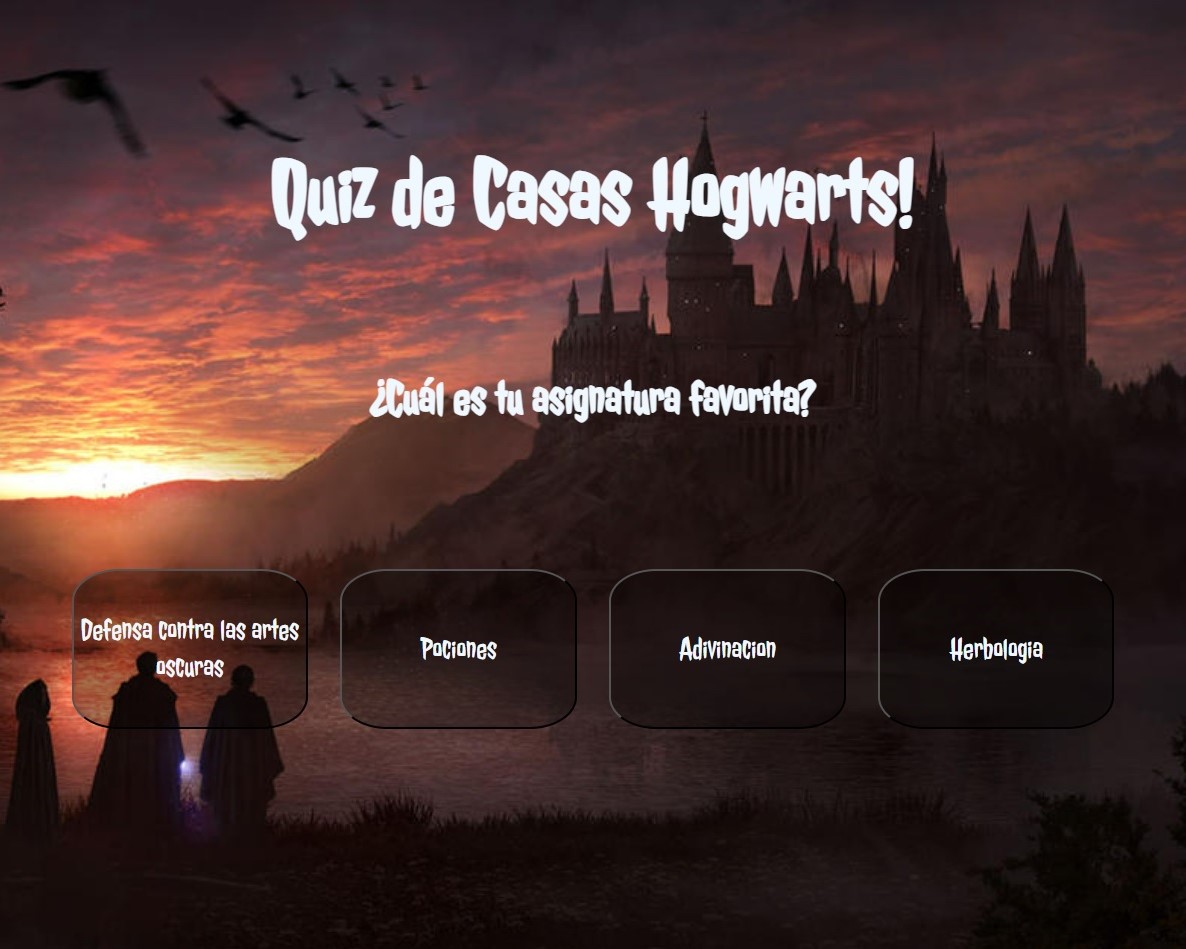 Quiz de Casas Hogwarts!
¿Cuál es tu asignatura favorita?
Defensa contra las artes
oscuras
Pociones
Adivinacion
Herbologia